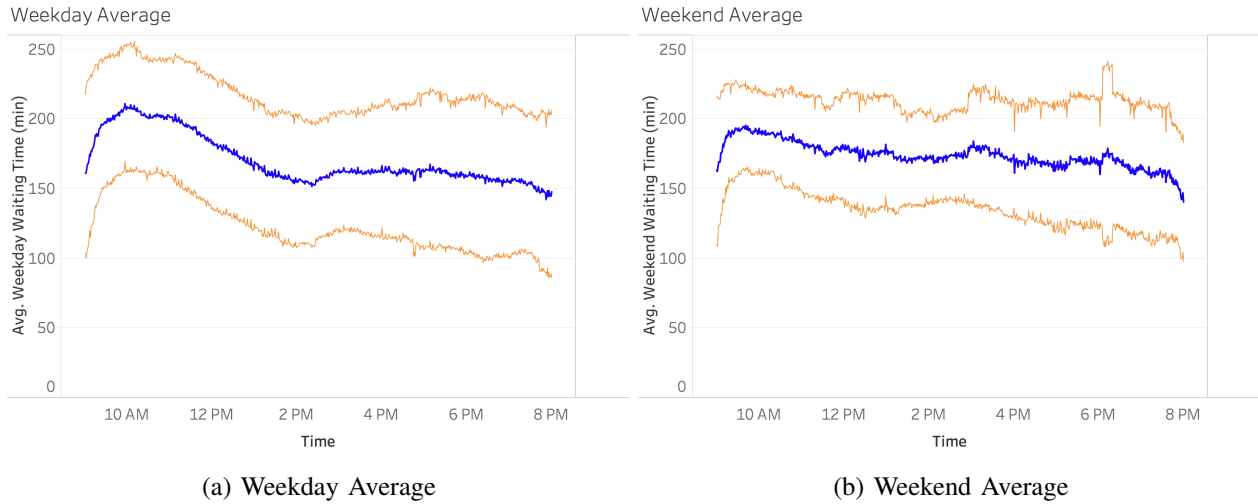 Weekday Average
250
200
150
100
50
0
Avg. Weekday Waiting Time (min)
10 AM 12 PM 2 PM 4 PM 6 PM 8 PM
Time
(a) Weekday Average
Weekend Average
250
200
150
100
50
0
Avg. Weekend Waiting Time (min)
10 AM 12 PM 2 PM 4 PM 6 PM 8 PM
Time
(b) Weekend Average